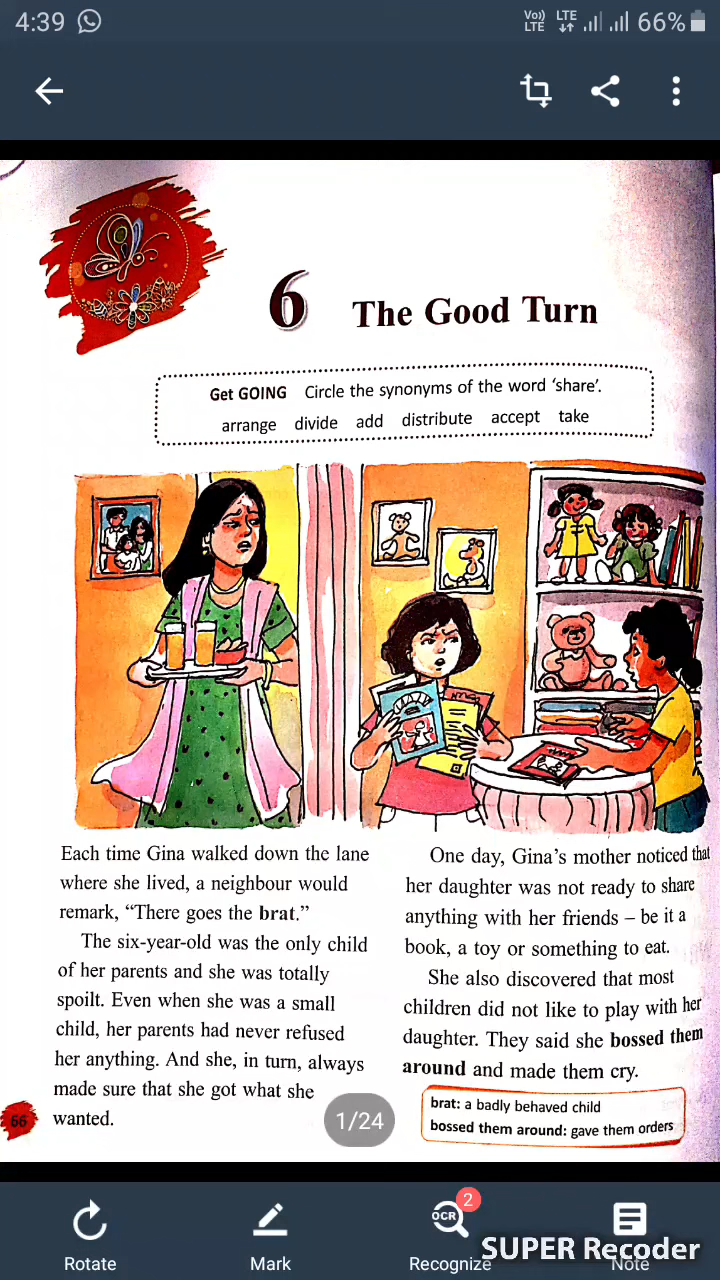 4:39
Vo)) LTE
LTE
66%
6 The Good Turn
Get GOING Circle the synonyms of the word ‘share’.
arrange divide add distribute accept take
Each time Gina walked down the lane
where she lived, a neighbour would
remark, “There goes the brat.”
The six-year-old was the only child
of her parents and she was totally
spoilt. Even when she was a small
child, her parents had never refused
her anything. And she, in turn, always
made sure that she got what she
wanted.
One day, Gina’s mother noticed that
her daughter was not ready to share
anything with her friends – be it a
book, a toy or something to eat.
She also discovered that most
children did not like to play with her
daughter. They said she bossed them
around and made them cry.
brat: a badly behaved child
bossed them around: gave them orders
66
1/24
OCR
2
Rotate
Mark
Recognize
Note
SUPER Recoder